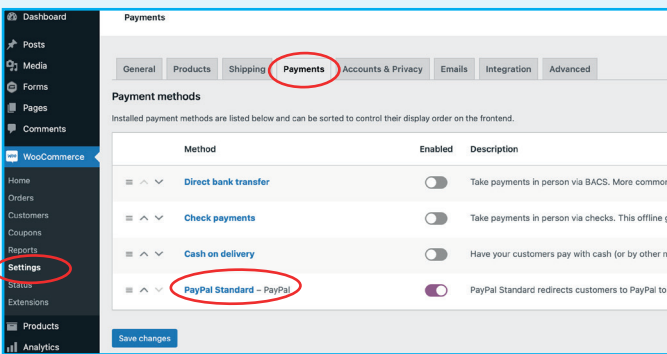 Dashboard
Posts
Media
Forms
Pages
Comments
WooCommerce
Home
Orders
Customers
Coupons
Reports
Settings
Status
Extensions
Products
Analytics
Payments
General Products Shipping Payments Accounts & Privacy Emails Integration Advanced
Payment methods
Installed payment methods are listed below and can be sorted to control their display order on the frontend.
Method Enabled Description
Direct bank transfer Take payments in person via BACS. More common
Check payments Take payments in person via checks. This offline
Cash on delivery Have your customers pay with cash (or by other
PayPal Standard – PayPal PayPal Standard redirects customers to PayPal to
Save changes